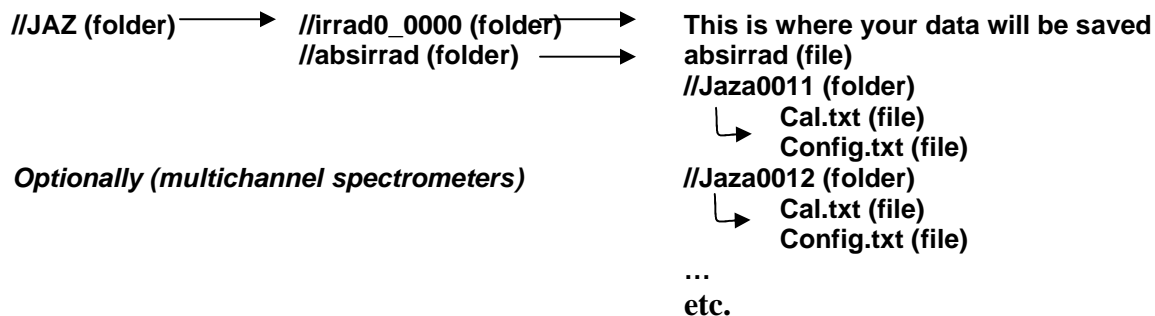 //JAZ (folder) //irrad0_0000 (folder) This is where your data will be saved
//absirrad (folder) absirrad (file)
//Jaza0011 (folder)
Cal.txt (file)
Config.txt (file)
Optionally (multichannel spectrometers) //Jaza0012 (folder)
Cal.txt (file)
Config.txt (file)
…
etc.